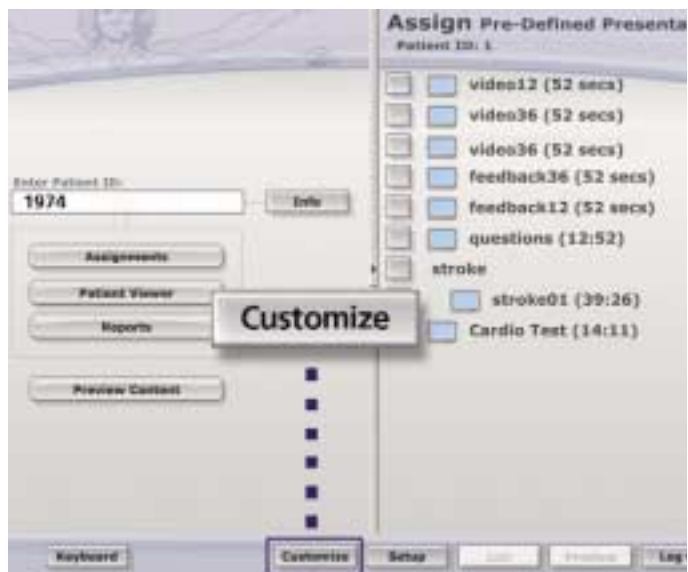 Assign Pre-Defined Presenta
Patient ID: 1
video12 (52 secs)
video36 (52 secs)
video36 (52 secs)
feedback36 (52 secs)
feedback12 (52 secs)
questions (12:52)
stroke
stroke01 (39:26)
Cardio Test (14:11)
Enter Patient ID:
1974
Info
Assignments
Patient Viewer
Reports
Customize
Preview Content
Keyboard
Customize
Setup
Log